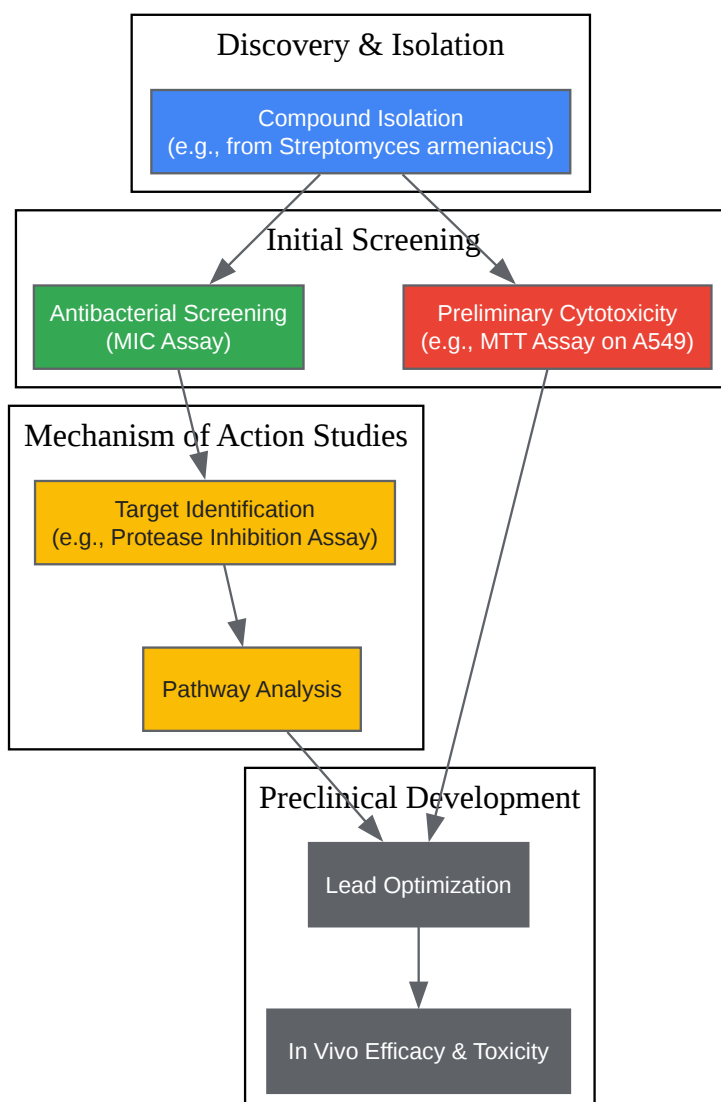 Discovery & Isolation
Compound Isolation
(e.g., from Streptomyces armeniacus)
Initial Screening
Antibacterial Screening
(MIC Assay)
Preliminary Cytotoxicity
(e.g., MTT Assay on A549)
Mechanism of Action Studies
Target Identification
(e.g., Protease Inhibition Assay)
Pathway Analysis
Preclinical Development
Lead Optimization
In Vivo Efficacy & Toxicity